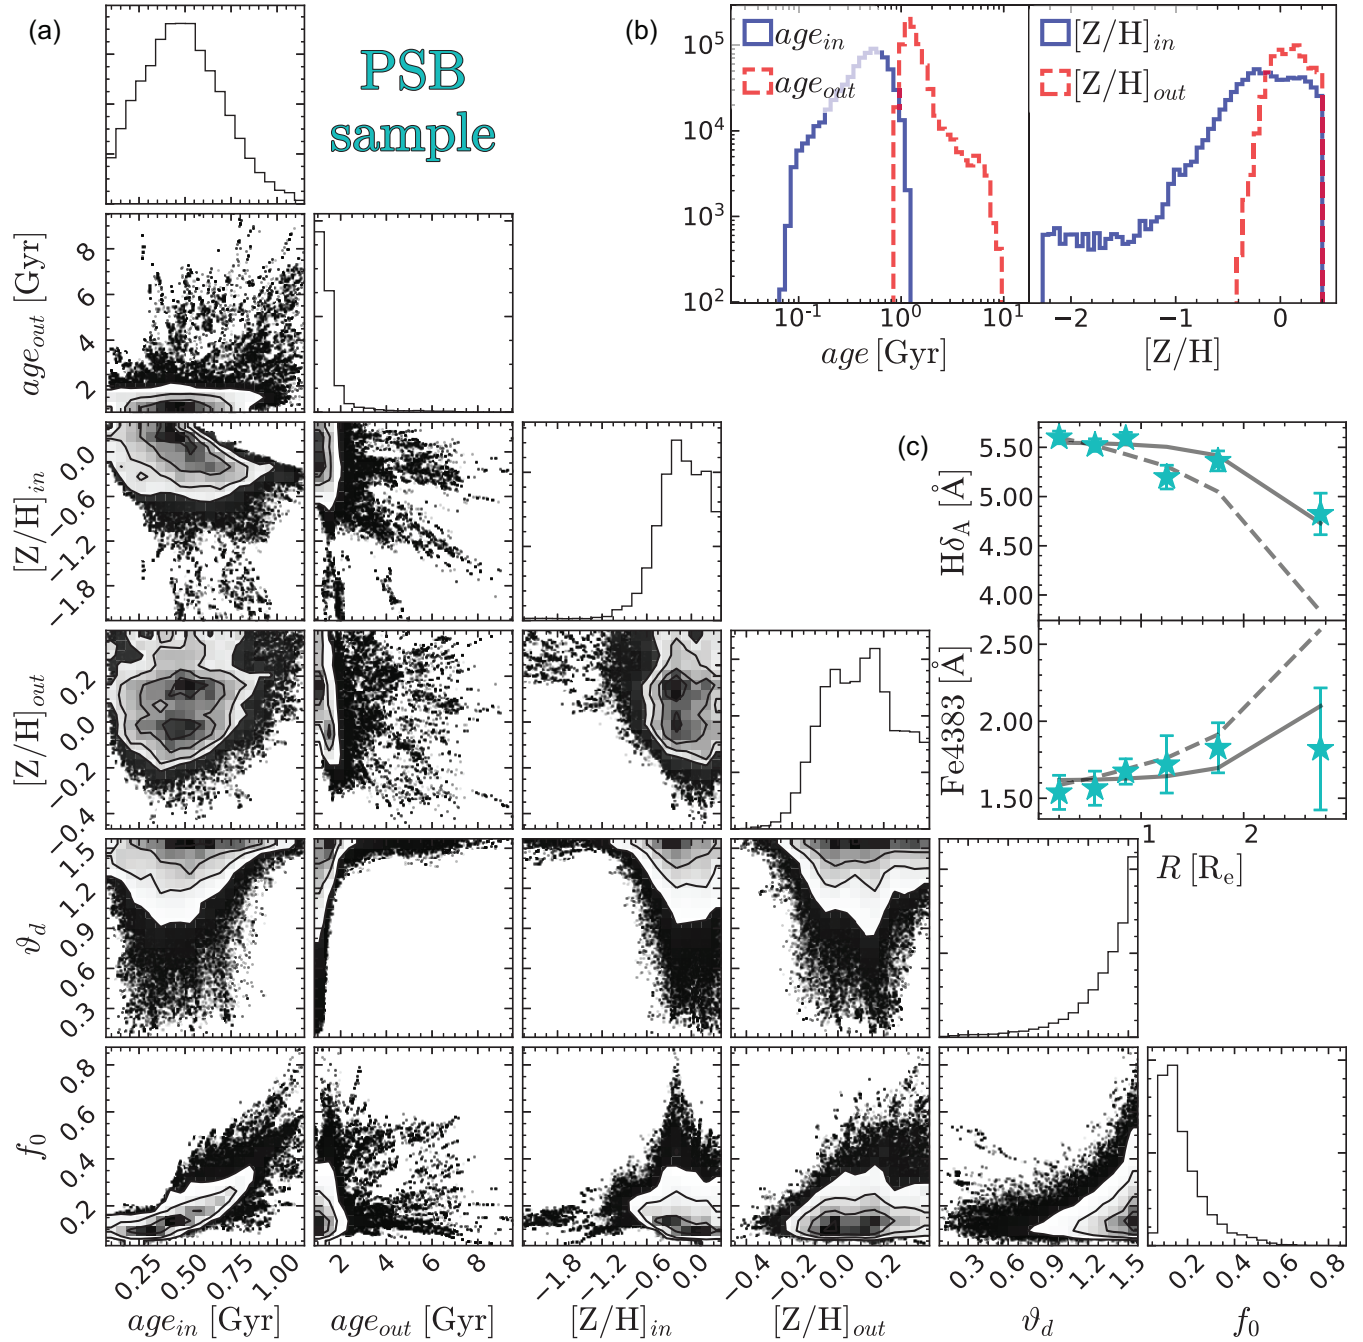 (a)
PSB
sample
(b)
age_in
age_out
10^5
10^4
10^3
10^2
10^-1
10^0
10^1
age [Gyr]
[Z/H]_in
[Z/H]_out
−2
−1
0
[Z/H]
age_out [Gyr]
8
6
4
2
[Z/H]_in
0.0
−0.6
−1.2
−1.8
(c)
Hδ_A [Å]
5.50
5.00
4.50
4.00
Fe4383 [Å]
2.50
2.00
1.50
1
2
R [R_e]
[Z/H]_out
0.2
0.0
−0.2
−0.4
ϑ_d
1.5
1.2
0.9
0.6
0.3
f_0
0.8
0.6
0.4
0.2
0.25
0.50
0.75
1.00
age_in [Gyr]
2
4
6
8
age_out [Gyr]
−1.8
−1.2
−0.6
0.0
[Z/H]_in
−0.4
−0.2
0.0
0.2
[Z/H]_out
0.3
0.6
0.9
1.2
1.5
ϑ_d
0.2
0.4
0.6
0.8
f_0